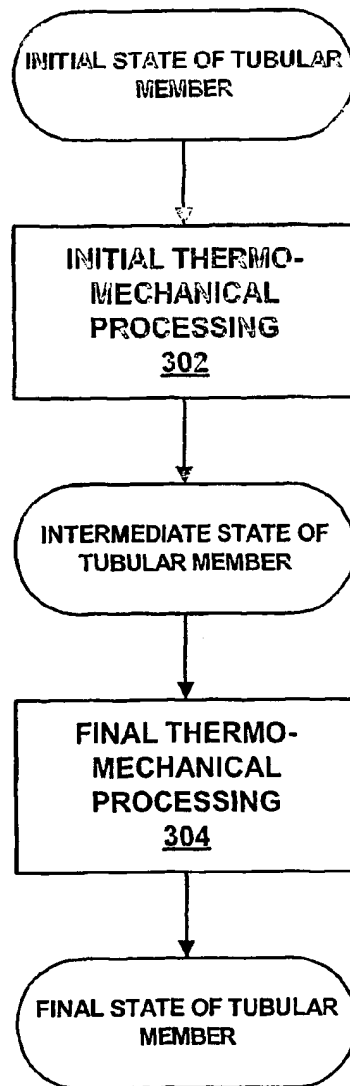 INITIAL STATE OF TUBULAR
MEMBER
INITIAL THERMO-
MECHANICAL
PROCESSING
302
INTERMEDIATE STATE OF
TUBULAR MEMBER
FINAL THERMO-
MECHANICAL
PROCESSING
304
FINAL STATE OF TUBULAR
MEMBER